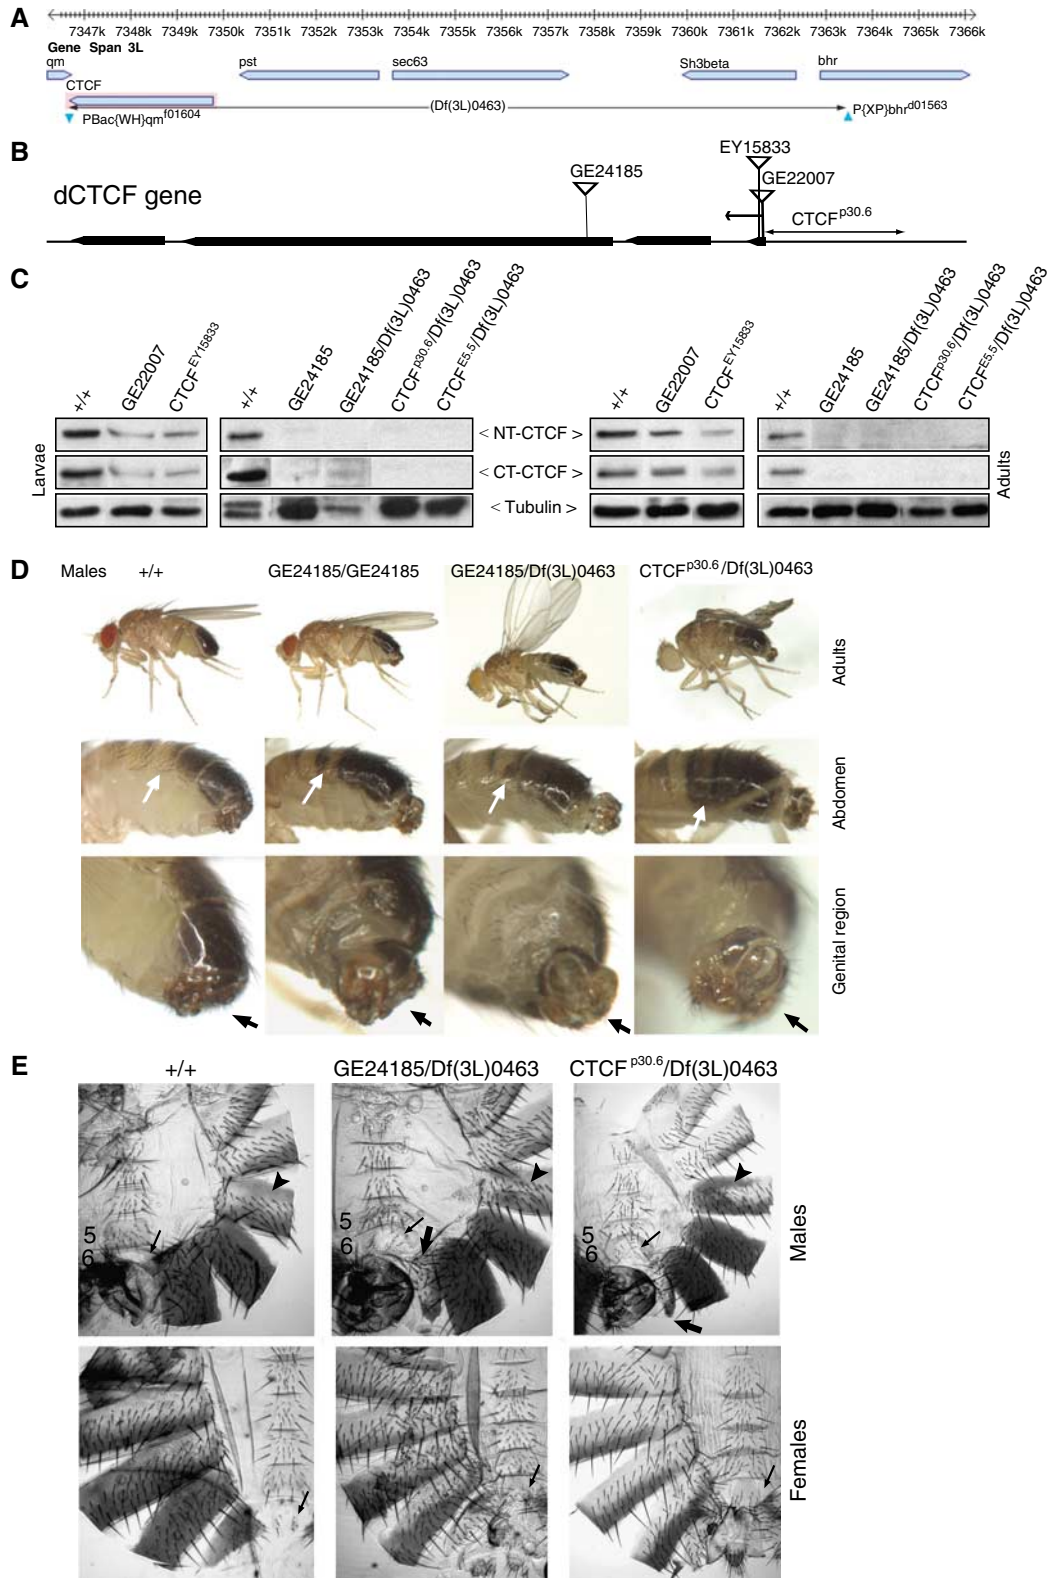 A
7347k 7348k 7349k 7350k 7351k 7352k 7353k 7354k 7355k 7356k 7357k 7358k 7359k 7360k 7361k 7362k 7363k 7364k 7365k 7366k
Gene Span 3L
qm pst sec63 Sh3beta bhr
CTCF
(Df(3L)0463)
PBac{WH}qm^f01604 P{XP}bhr^d01563
B
EY15833
GE24185 GE22007
dCTCF gene
CTCF^p30.6
C
+/+ GE22007 CTCF^EY15833 +/+ GE24185 GE24185/Df(3L)0463 CTCF^p30.6/Df(3L)0463 CTCF^E5.5/Df(3L)0463 +/+ GE22007 CTCF^EY15833 +/+ GE24185 GE24185/Df(3L)0463 CTCF^p30.6/Df(3L)0463 CTCF^E5.5/Df(3L)0463
Larvae
< NT-CTCF >
< CT-CTCF >
< Tubulin >
Adults
D
Males +/+ GE24185/GE24185 GE24185/Df(3L)0463 CTCF^p30.6/Df(3L)0463
Adults
Abdomen
Genital region
E
+/+ GE24185/Df(3L)0463 CTCF^p30.6/Df(3L)0463
5 5 5
6 6 6
Males
Females